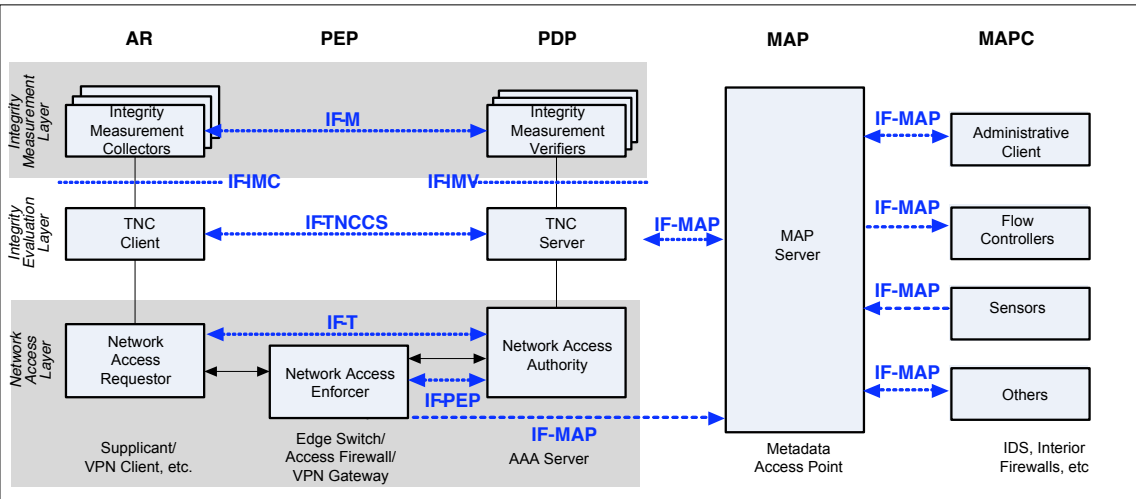 AR
PEP
PDP
MAP
MAPC
Integrity
Measurement
Layer
Integrity
Measurement
Collectors
IF-M
Integrity
Measurement
Verifiers
IF-MAP
Administrative
Client
IF-IMC
IF-IMV
Integrity
Evaluation
Layer
TNC
Client
IF-TNCCS
TNC
Server
IF-MAP
MAP
Server
IF-MAP
Flow
Controllers
IF-MAP
Sensors
Network
Access
Layer
Network
Access
Requestor
IF-T
Network Access
Enforcer
Network Access
Authority
IF-PEP
IF-MAP
IF-MAP
Others
Supplicant/
VPN Client, etc.
Edge Switch/
Access Firewall/
VPN Gateway
AAA Server
Metadata
Access Point
IDS, Interior
Firewalls, etc